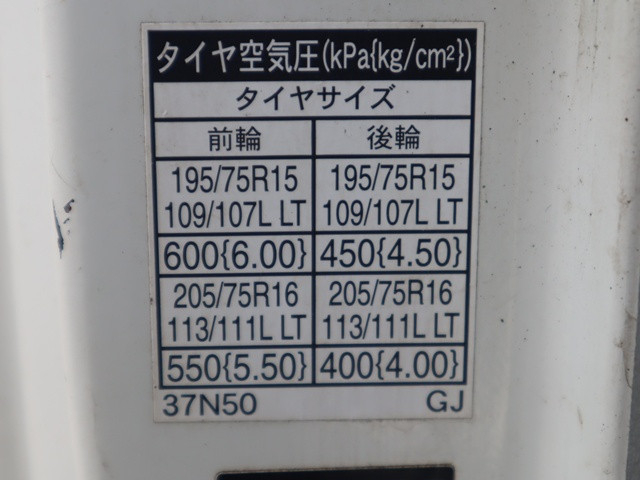 タイヤ空気圧(kPa{kg/cm²})
タイヤサイズ
前輪 後輪
195/75R15 195/75R15
109/107L LT 109/107L LT
600{6.00} 450{4.50}
205/75R16 205/75R16
113/111L LT 113/111L LT
550{5.50} 400{4.00}
37N50 GJ